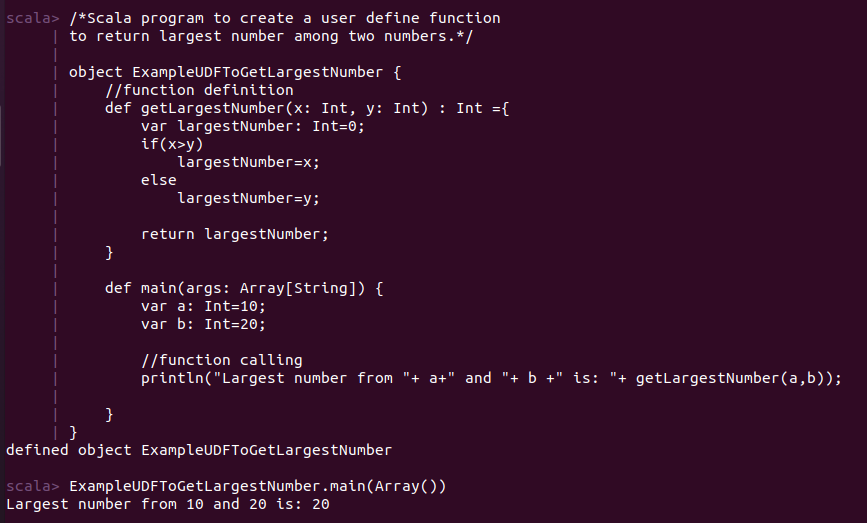 scala> /*Scala program to create a user define function
     | to return largest number among two numbers.*/
     |
     | object ExampleUDFToGetLargestNumber {
     |     //function definition
     |     def getLargestNumber(x: Int, y: Int) : Int ={
     |         var largestNumber: Int=0;
     |         if(x>y)
     |             largestNumber=x;
     |         else
     |             largestNumber=y;
     |
     |         return largestNumber;
     |     }
     |
     |     def main(args: Array[String]) {
     |         var a: Int=10;
     |         var b: Int=20;
     |
     |         //function calling
     |         println("Largest number from "+ a+" and "+ b +" is: "+ getLargestNumber(a,b));
     |
     |     }
     | }
defined object ExampleUDFToGetLargestNumber

scala> ExampleUDFToGetLargestNumber.main(Array())
Largest number from 10 and 20 is: 20